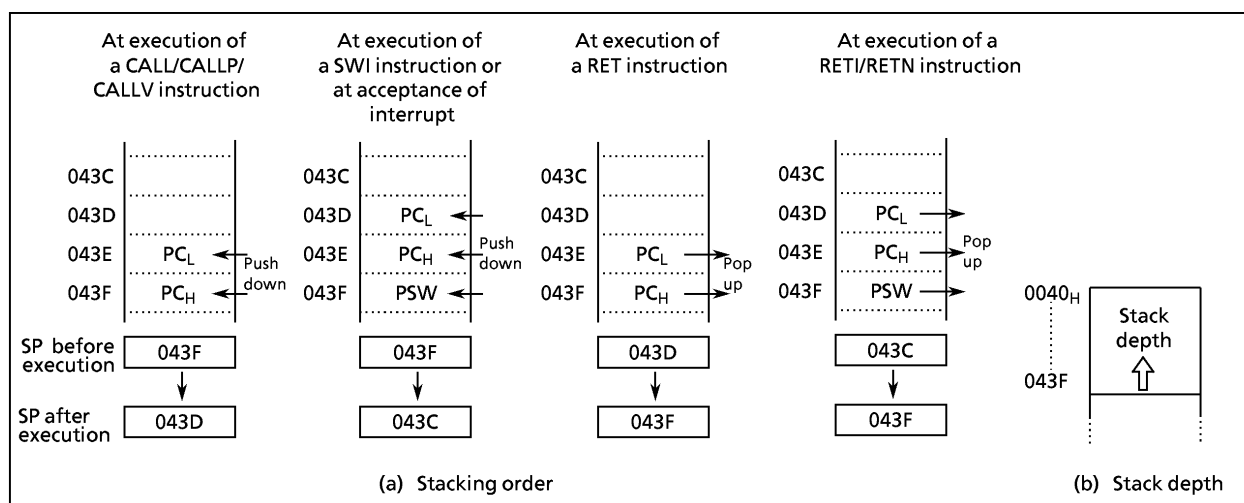 At execution of
a CALL/CALLP/
CALLV instruction
043C
043D
043E PCL
043F PCH
Push
down
At execution of
a SWI instruction or
at acceptance of
interrupt
043C
043D PCL
043E PCH
043F PSW
Push
down
At execution of
a RET instruction
043C
043D
043E PCL
043F PCH
Pop
up
At execution of a
RETI/RETN instruction
043C
043D PCL
043E PCH
043F PSW
Pop
up
SP before
execution
043F
043F
043D
043C
SP after
execution
043D
043C
043F
043F
(a) Stacking order
0040H
Stack
depth
043F
(b) Stack depth